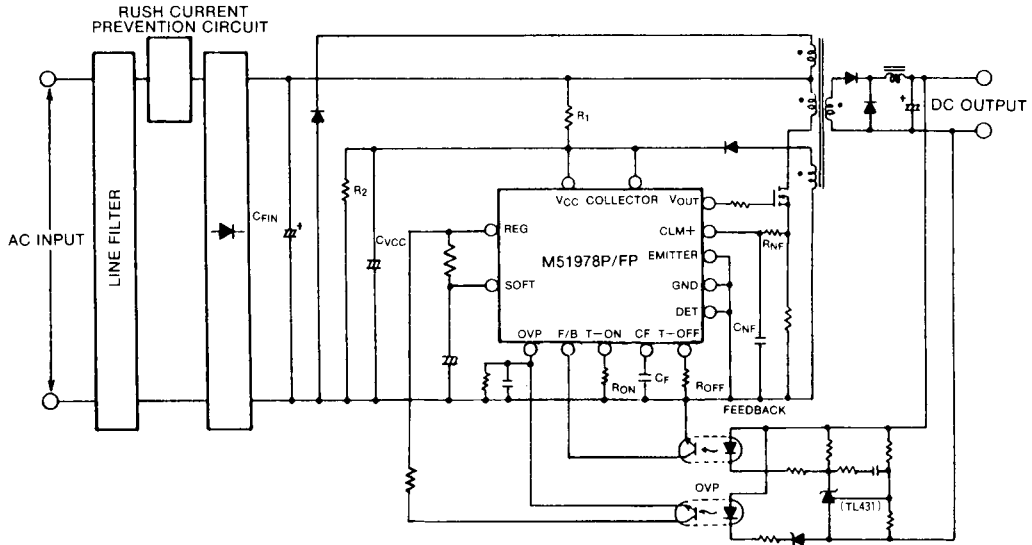 RUSH CURRENT
PREVENTION CIRCUIT
AC INPUT
LINE FILTER
CFIN
R1
R2
CVCC
DC OUTPUT
VCC COLLECTOR VOUT
REG
CLM+
RNF
M51978P/FP
EMITTER
SOFT
GND
DET
CNF
OVP F/B T-ON CF T-OFF
RON
CF
ROFF
FEEDBACK
OVP
(TL431)